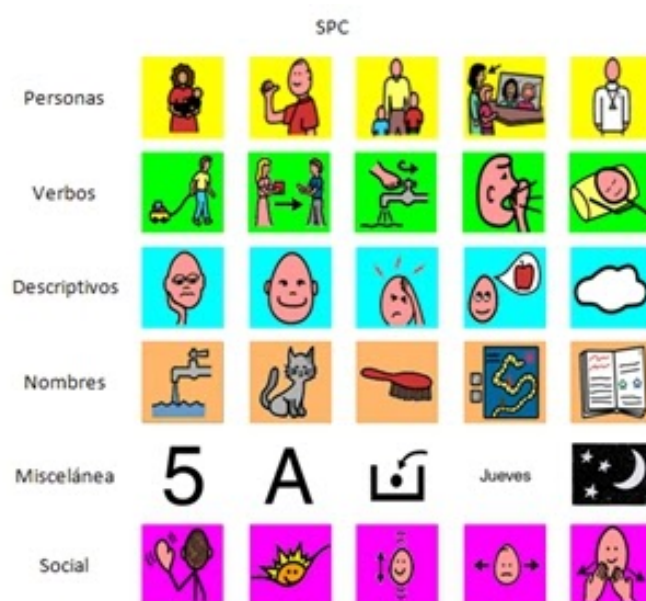 SPC
Personas
Verbos
Descriptivos
Nombres
Miscelánea 5 A Jueves
Social